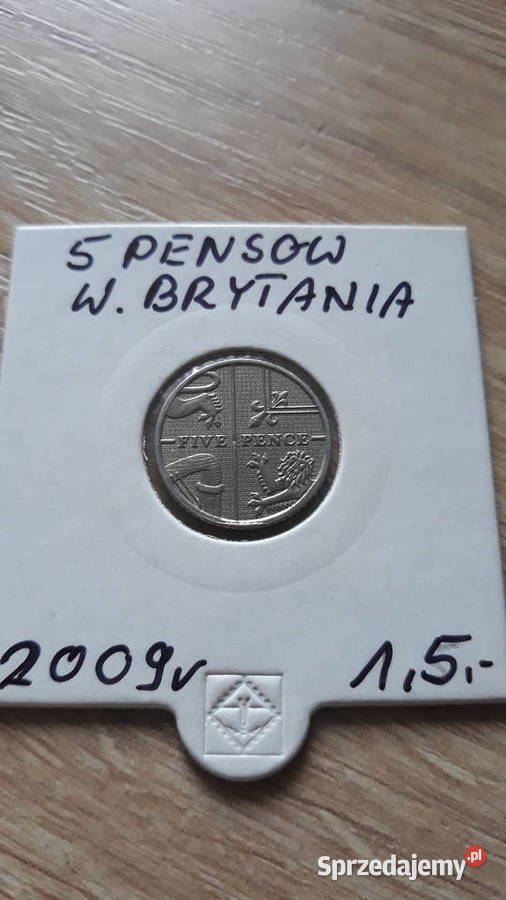 5 PENSOW
W. BRYTANIA
FIVE PENCE
2009r
1,5.-
Sprzedajemy.pl